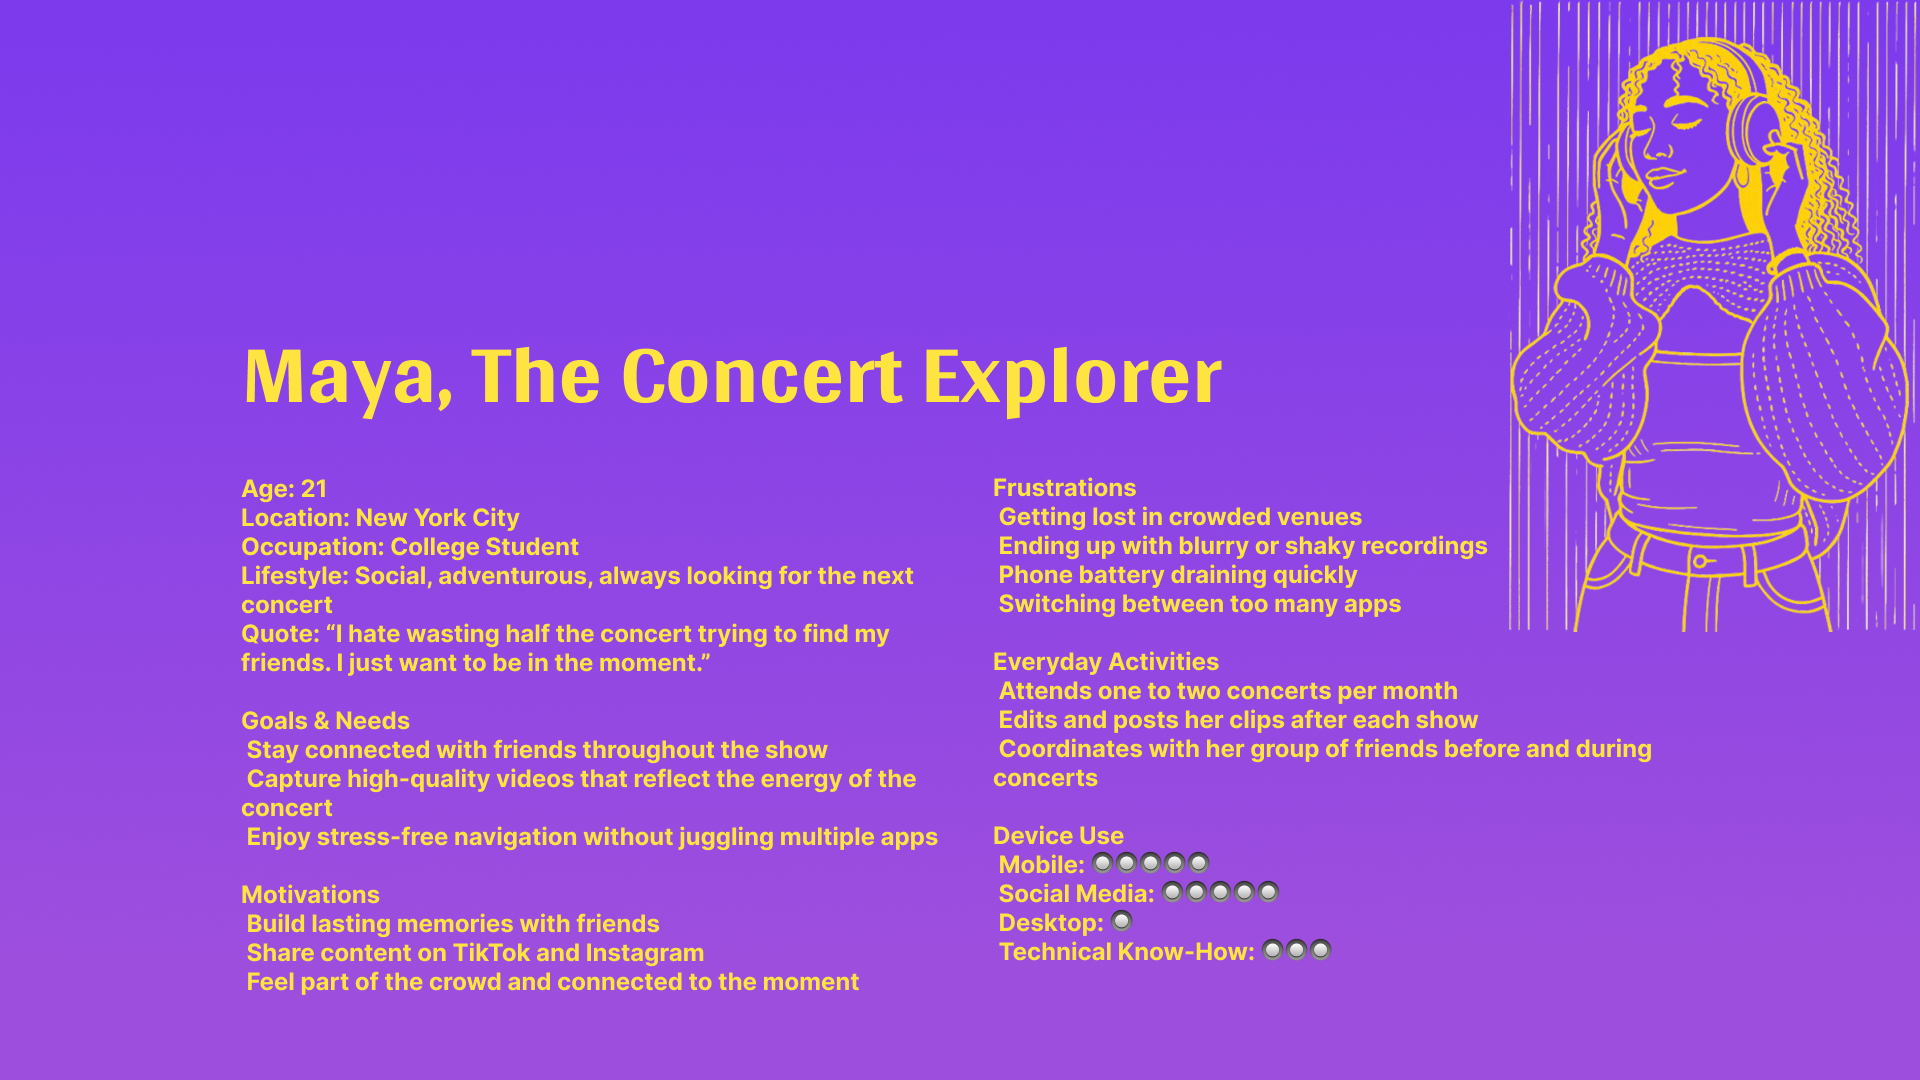 Maya, The Concert Explorer
Age: 21
Location: New York City
Occupation: College Student
Lifestyle: Social, adventurous, always looking for the next
concert
Quote: “I hate wasting half the concert trying to find my
friends. I just want to be in the moment.”
Goals & Needs
Stay connected with friends throughout the show
Capture high-quality videos that reflect the energy of the
concert
Enjoy stress-free navigation without juggling multiple apps
Motivations
Build lasting memories with friends
Share content on TikTok and Instagram
Feel part of the crowd and connected to the moment
Frustrations
Getting lost in crowded venues
Ending up with blurry or shaky recordings
Phone battery draining quickly
Switching between too many apps
Everyday Activities
Attends one to two concerts per month
Edits and posts her clips after each show
Coordinates with her group of friends before and during
concerts
Device Use
Mobile: 🔘🔘🔘🔘🔘
Social Media: 🔘🔘🔘🔘🔘
Desktop: 🔘
Technical Know-How: 🔘🔘🔘